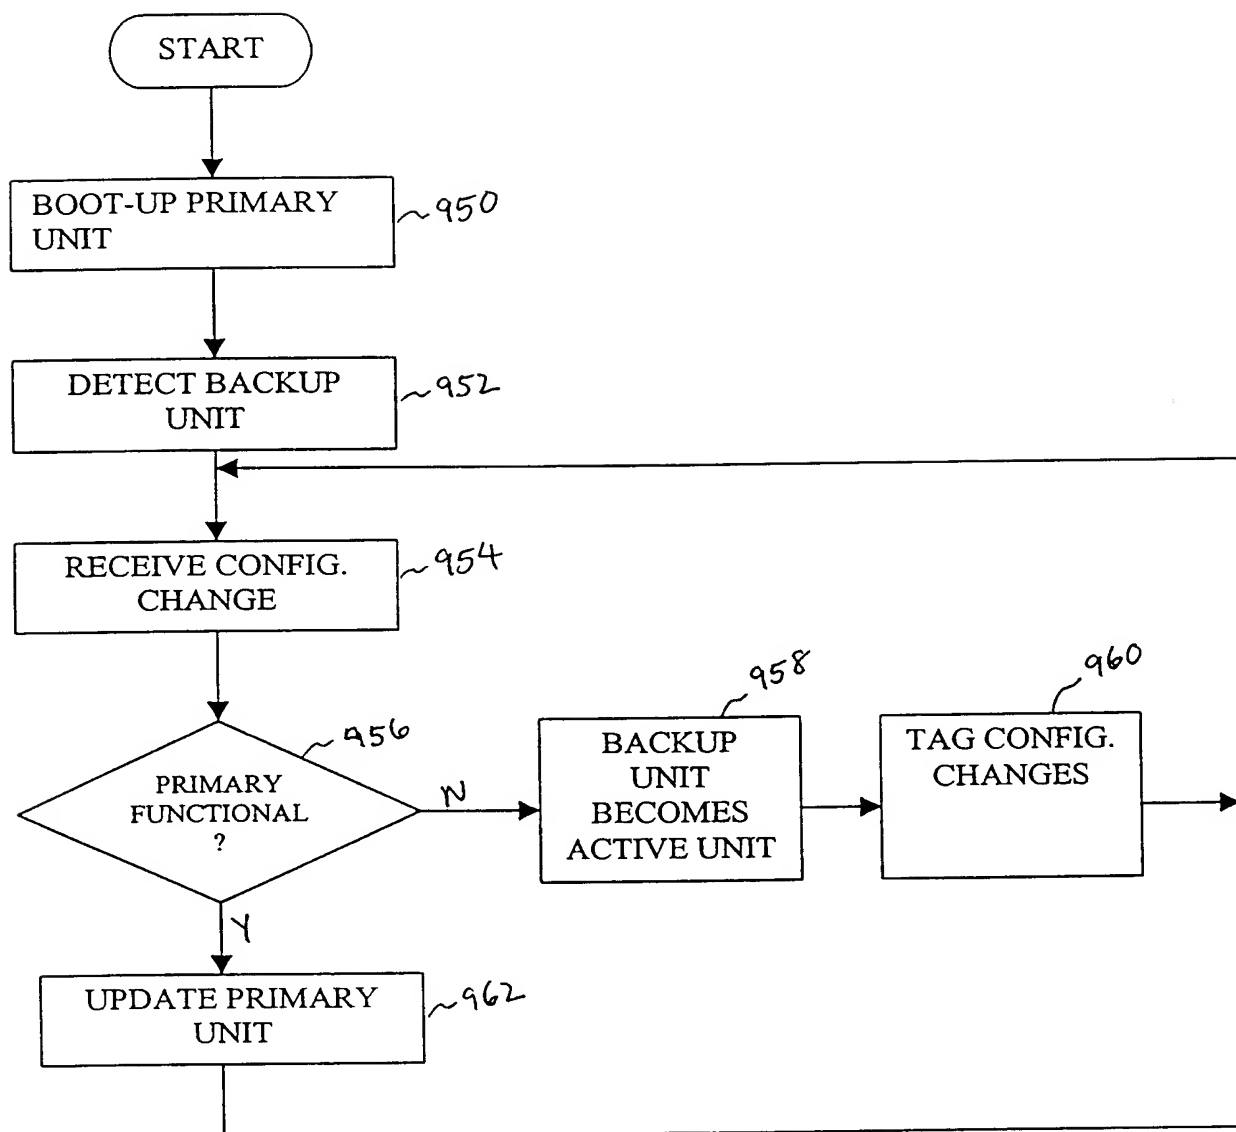 START
BOOT-UP PRIMARY
UNIT
950
DETECT BACKUP
UNIT
952
RECEIVE CONFIG.
CHANGE
954
PRIMARY
FUNCTIONAL
?
956
N
BACKUP
UNIT
BECOMES
ACTIVE UNIT
958
TAG CONFIG.
CHANGES
960
Y
UPDATE PRIMARY
UNIT
962